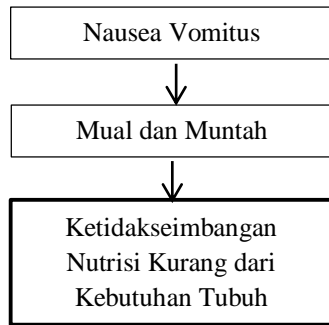 Nausea Vomitus
Mual dan Muntah
Ketidakseimbangan
Nutrisi Kurang dari
Kebutuhan Tubuh